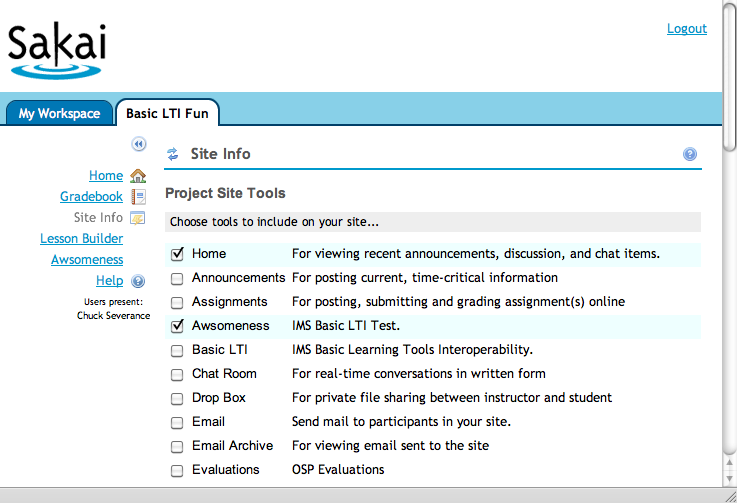 Sakai
Logout
My Workspace
Basic LTI Fun
Home
Gradebook
Site Info
Lesson Builder
Awsomeness
Help
Users present:
Chuck Severance
Site Info
Project Site Tools
Choose tools to include on your site...
Home For viewing recent announcements, discussion, and chat items.
Announcements For posting current, time-critical information
Assignments For posting, submitting and grading assignment(s) online
Awsomeness IMS Basic LTI Test.
Basic LTI IMS Basic Learning Tools Interoperability.
Chat Room For real-time conversations in written form
Drop Box For private file sharing between instructor and student
Email Send mail to participants in your site.
Email Archive For viewing email sent to the site
Evaluations OSP Evaluations